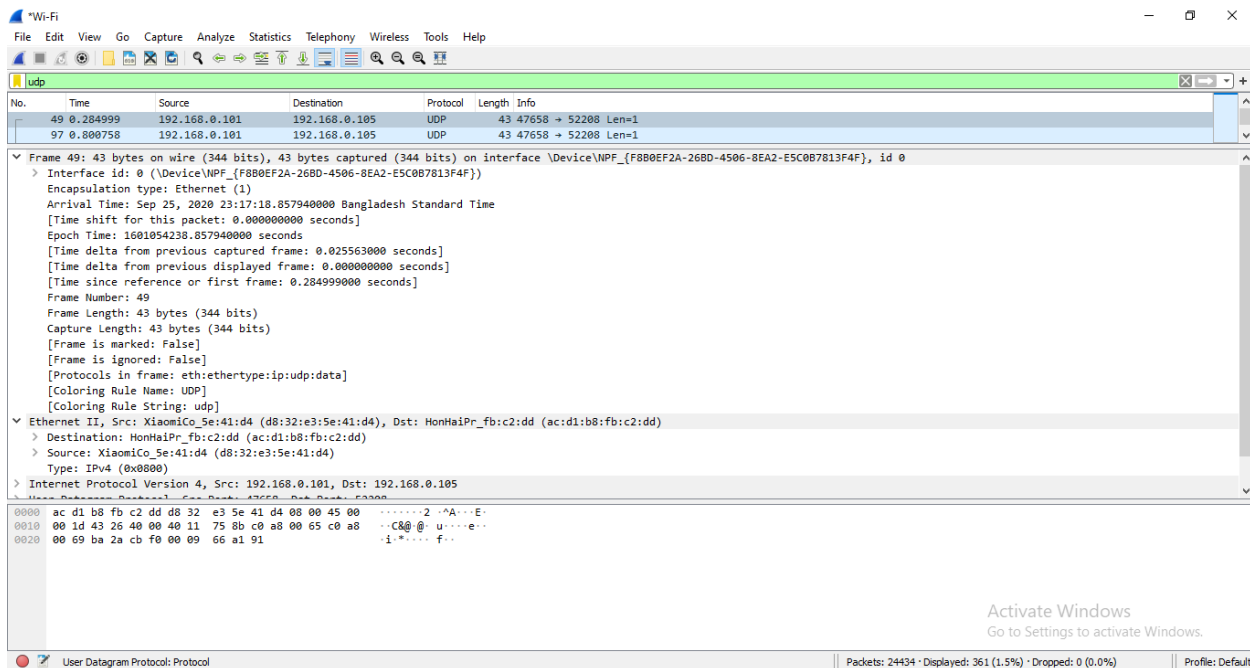 *Wi-Fi
File Edit View Go Capture Analyze Statistics Telephony Wireless Tools Help
udp
No. Time Source Destination Protocol Length Info
49 0.284999 192.168.0.101 192.168.0.105 UDP 43 47658 → 52208 Len=1
97 0.800758 192.168.0.101 192.168.0.105 UDP 43 47658 → 52208 Len=1
Frame 49: 43 bytes on wire (344 bits), 43 bytes captured (344 bits) on interface \Device\NPF_{F8B0EF2A-26BD-4506-8EA2-E5C0B7813F4F}, id 0
Interface id: 0 (\Device\NPF_{F8B0EF2A-26BD-4506-8EA2-E5C0B7813F4F})
Encapsulation type: Ethernet (1)
Arrival Time: Sep 25, 2020 23:17:18.857940000 Bangladesh Standard Time
[Time shift for this packet: 0.000000000 seconds]
Epoch Time: 1601054238.857940000 seconds
[Time delta from previous captured frame: 0.025563000 seconds]
[Time delta from previous displayed frame: 0.000000000 seconds]
[Time since reference or first frame: 0.284999000 seconds]
Frame Number: 49
Frame Length: 43 bytes (344 bits)
Capture Length: 43 bytes (344 bits)
[Frame is marked: False]
[Frame is ignored: False]
[Protocols in frame: eth:ethertype:ip:udp:data]
[Coloring Rule Name: UDP]
[Coloring Rule String: udp]
Ethernet II, Src: XiaomiCo_5e:41:d4 (d8:32:e3:5e:41:d4), Dst: HonHaiPr_fb:c2:dd (ac:d1:b8:fb:c2:dd)
Destination: HonHaiPr_fb:c2:dd (ac:d1:b8:fb:c2:dd)
Source: XiaomiCo_5e:41:d4 (d8:32:e3:5e:41:d4)
Type: IPv4 (0x0800)
Internet Protocol Version 4, Src: 192.168.0.101, Dst: 192.168.0.105
User Datagram Protocol, Src Port: 47658, Dst Port: 52208
0000 ac d1 b8 fb c2 dd d8 32 e3 5e 41 d4 08 00 45 00 ·······2 ·^A···E·
0010 00 1d 43 26 40 00 40 11 75 8b c0 a8 00 65 c0 a8 ··C&@·@· u····e··
0020 00 69 ba 2a cb f0 00 09 66 a1 91 ·i·*···· f··
Activate Windows
Go to Settings to activate Windows.
User Datagram Protocol: Protocol Packets: 24434 · Displayed: 361 (1.5%) · Dropped: 0 (0.0%) Profile: Default